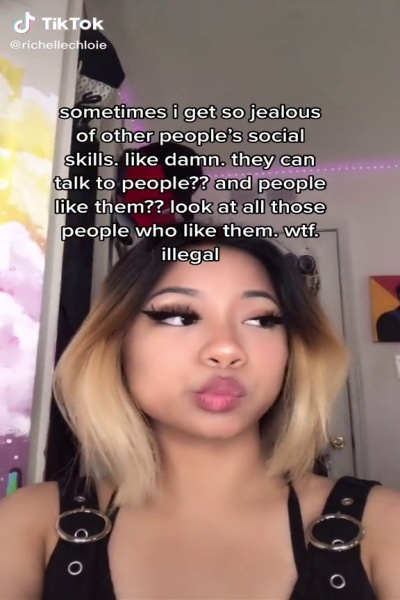 TikTok
@richellechloie
sometimes i get so jealous
of other people's social
skills. like damn. they can
talk to people?? and people
like them?? look at all those
people who like them. wtf.
illegal